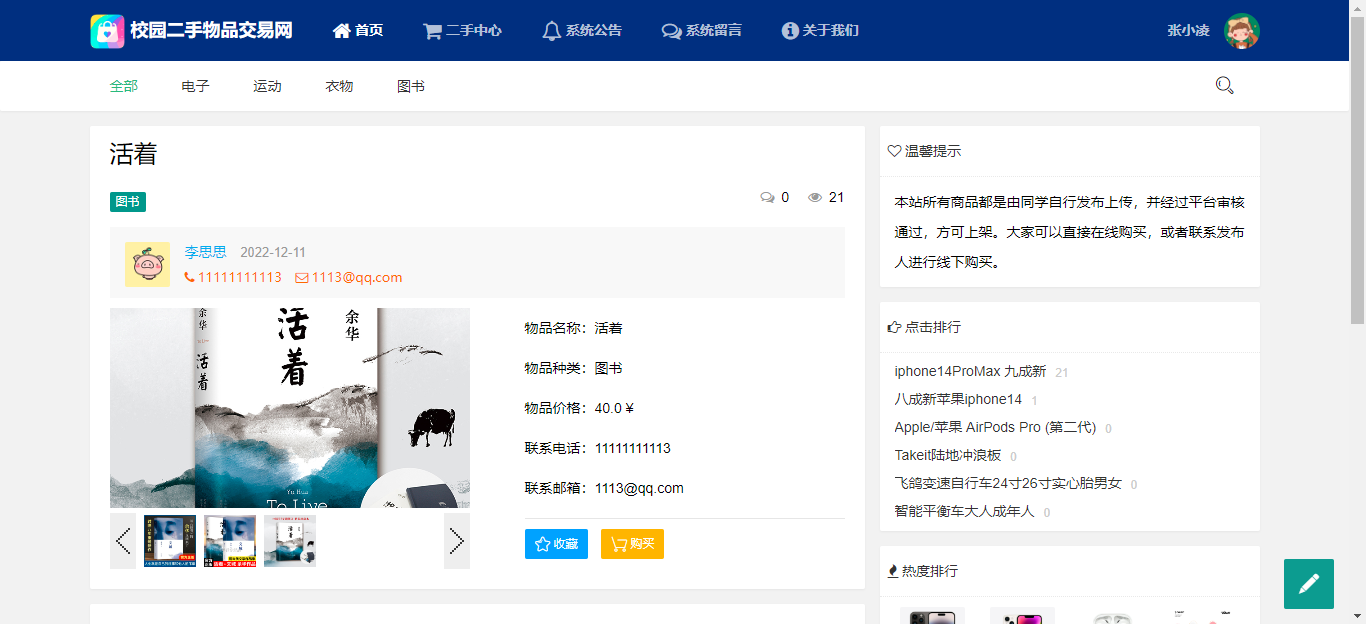 校园二手物品交易网 首页 二手中心 系统公告 系统留言 关于我们 张小凌
全部 电子 运动 衣物 图书
活着
图书
0 21
李思思 2022-12-11
11111111113 1113@qq.com
余华
活着
余华
活着
Yu Hua
To Live
物品名称：活着
物品种类：图书
物品价格：40.0 ¥
联系电话：11111111113
联系邮箱：1113@qq.com
收藏 购买
温馨提示
本站所有商品都是由同学自行发布上传，并经过平台审核
通过，方可上架。大家可以直接在线购买，或者联系发布
人进行线下购买。
点击排行
iphone14ProMax 九成新 21
八成新苹果iphone14 1
Apple/苹果 AirPods Pro (第二代) 0
Takeit陆地冲浪板 0
飞鸽变速自行车24寸26寸实心胎男女 0
智能平衡车大人成年人 0
热度排行